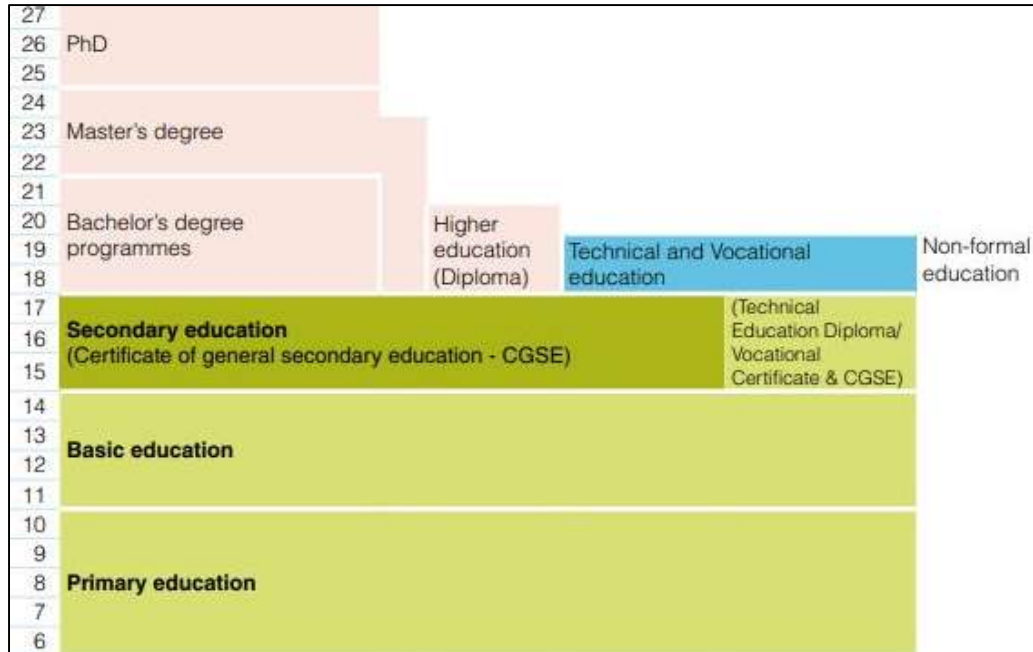 27
26 PhD
25
24
23 Master's degree
22
21
20 Bachelor's degree Higher
19 programmes education Technical and Vocational Non-formal
18 (Diploma) education education
17 (Technical
Secondary education Education Diploma/
16 (Certificate of general secondary education - CGSE) Vocational
15 Certificate & CGSE)
14
13
12 Basic education
11
10
9
8 Primary education
7
6